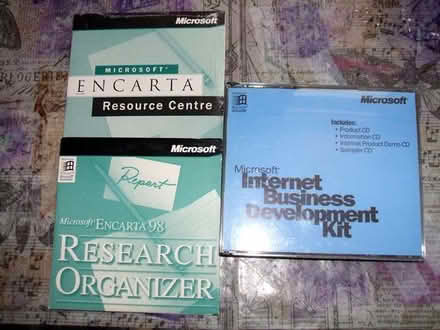 Microsoft
MICROSOFT
ENCARTA
Resource Centre
Microsoft
Report
Microsoft ENCARTA 98
RESEARCH
ORGANIZER
Microsoft
Includes:
• Product CD
• Information CD
• Internet Product Demo CD
• Sampler CD
Microsoft
Internet
Business
Development
Kit